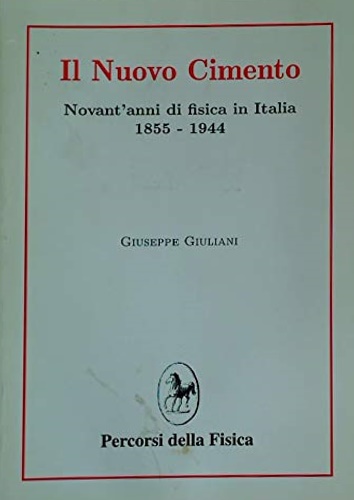 Il Nuovo Cimento
Novant'anni di fisica in Italia
1855 - 1944
GIUSEPPE GIULIANI
Percorsi della Fisica